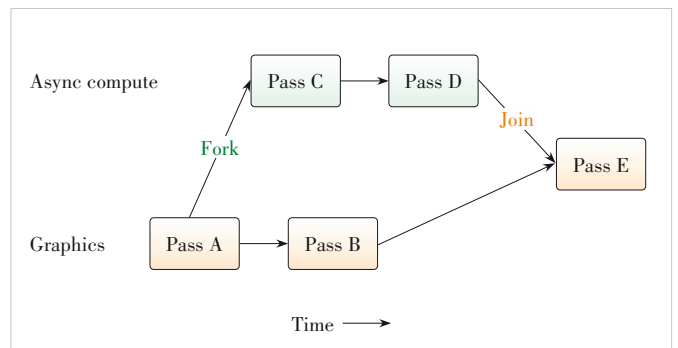 Async compute
Pass C
Pass D
Fork
Join
Pass E
Graphics
Pass A
Pass B
Time